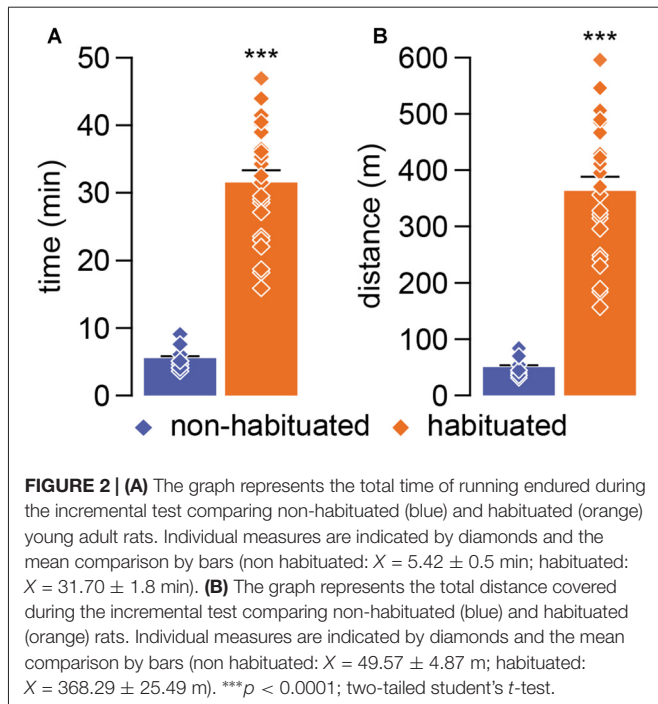 A
B
***
***
50
40
30
20
10
0
time (min)
600
500
400
300
200
100
0
distance (m)
non-habituated
habituated
FIGURE 2 | (A) The graph represents the total time of running endured during
the incremental test comparing non-habituated (blue) and habituated (orange)
young adult rats. Individual measures are indicated by diamonds and the
mean comparison by bars (non habituated: X = 5.42 ± 0.5 min; habituated:
X = 31.70 ± 1.8 min). (B) The graph represents the total distance covered
during the incremental test comparing non-habituated (blue) and habituated
(orange) rats. Individual measures are indicated by diamonds and the mean
comparison by bars (non habituated: X = 49.57 ± 4.87 m; habituated:
X = 368.29 ± 25.49 m). ***p < 0.0001; two-tailed student's t-test.